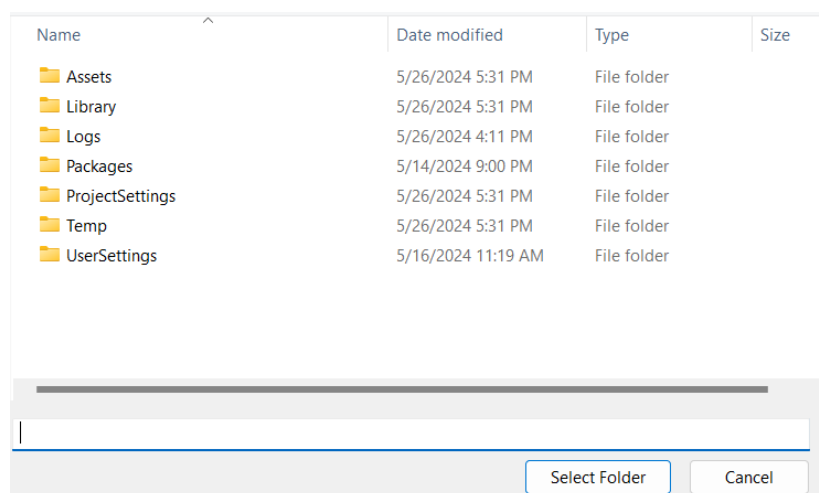 Name Date modified Type Size
Assets 5/26/2024 5:31 PM File folder
Library 5/26/2024 5:31 PM File folder
Logs 5/26/2024 4:11 PM File folder
Packages 5/14/2024 9:00 PM File folder
ProjectSettings 5/26/2024 5:31 PM File folder
Temp 5/26/2024 5:31 PM File folder
UserSettings 5/16/2024 11:19 AM File folder
Select Folder Cancel